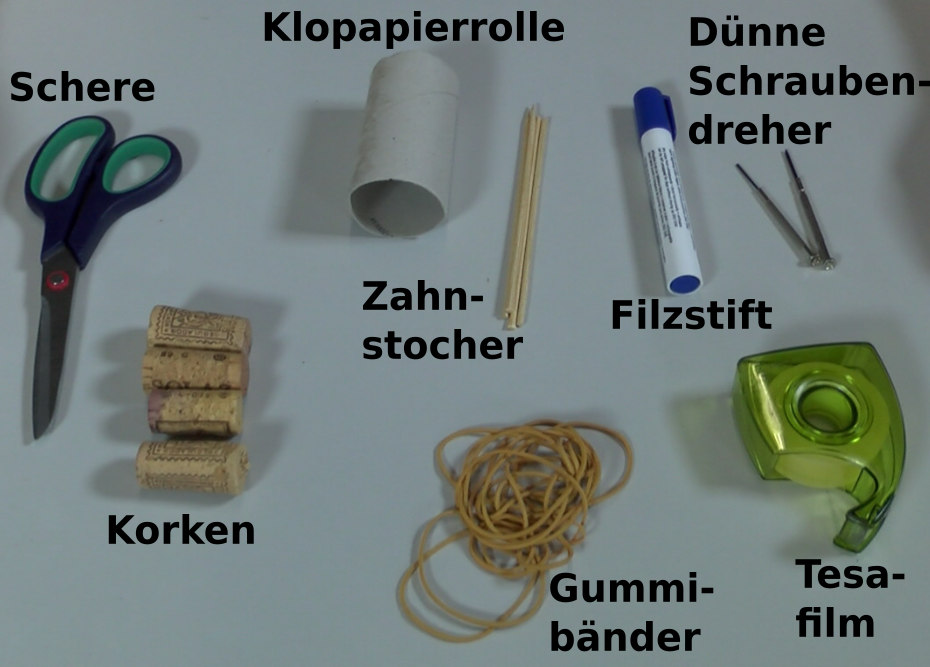 Klopapierrolle
Dünne
Schrauben-
dreher
Schere
Zahn-
stocher
Filzstift
Korken
Gummi-
bänder
Tesa-
film